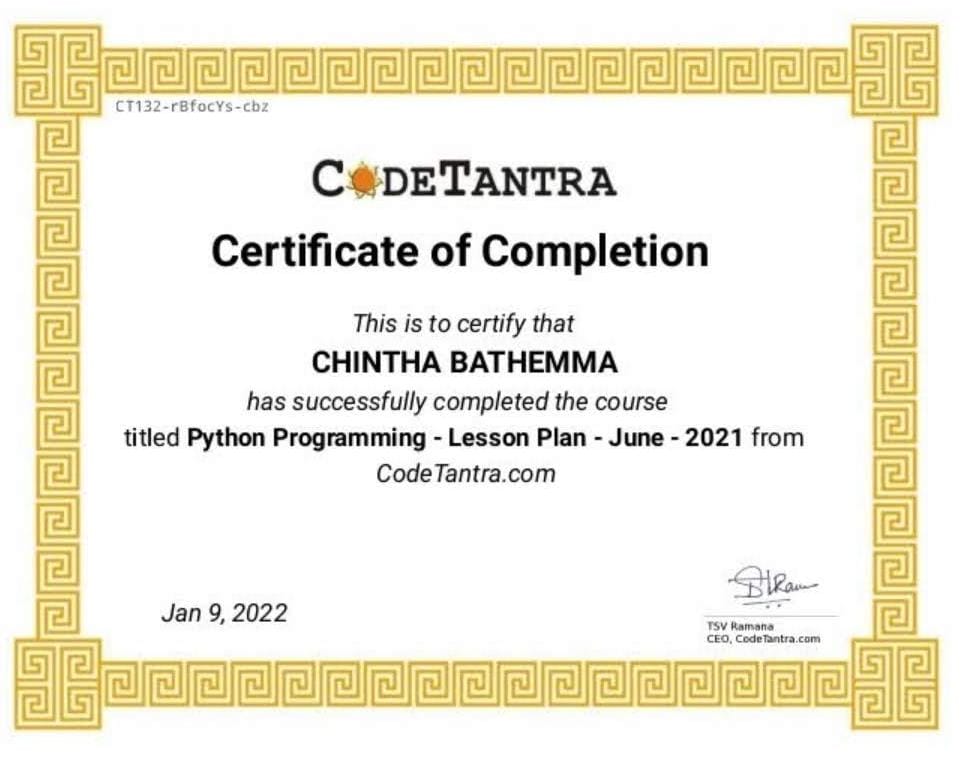 CT132-rBfocYs-cbz
CODETANTRA
Certificate of Completion
This is to certify that
CHINTHA BATHEMMA
has successfully completed the course
titled Python Programming - Lesson Plan - June - 2021 from
CodeTantra.com
Jan 9, 2022
TSV Ramana
CEO, CodeTantra.com